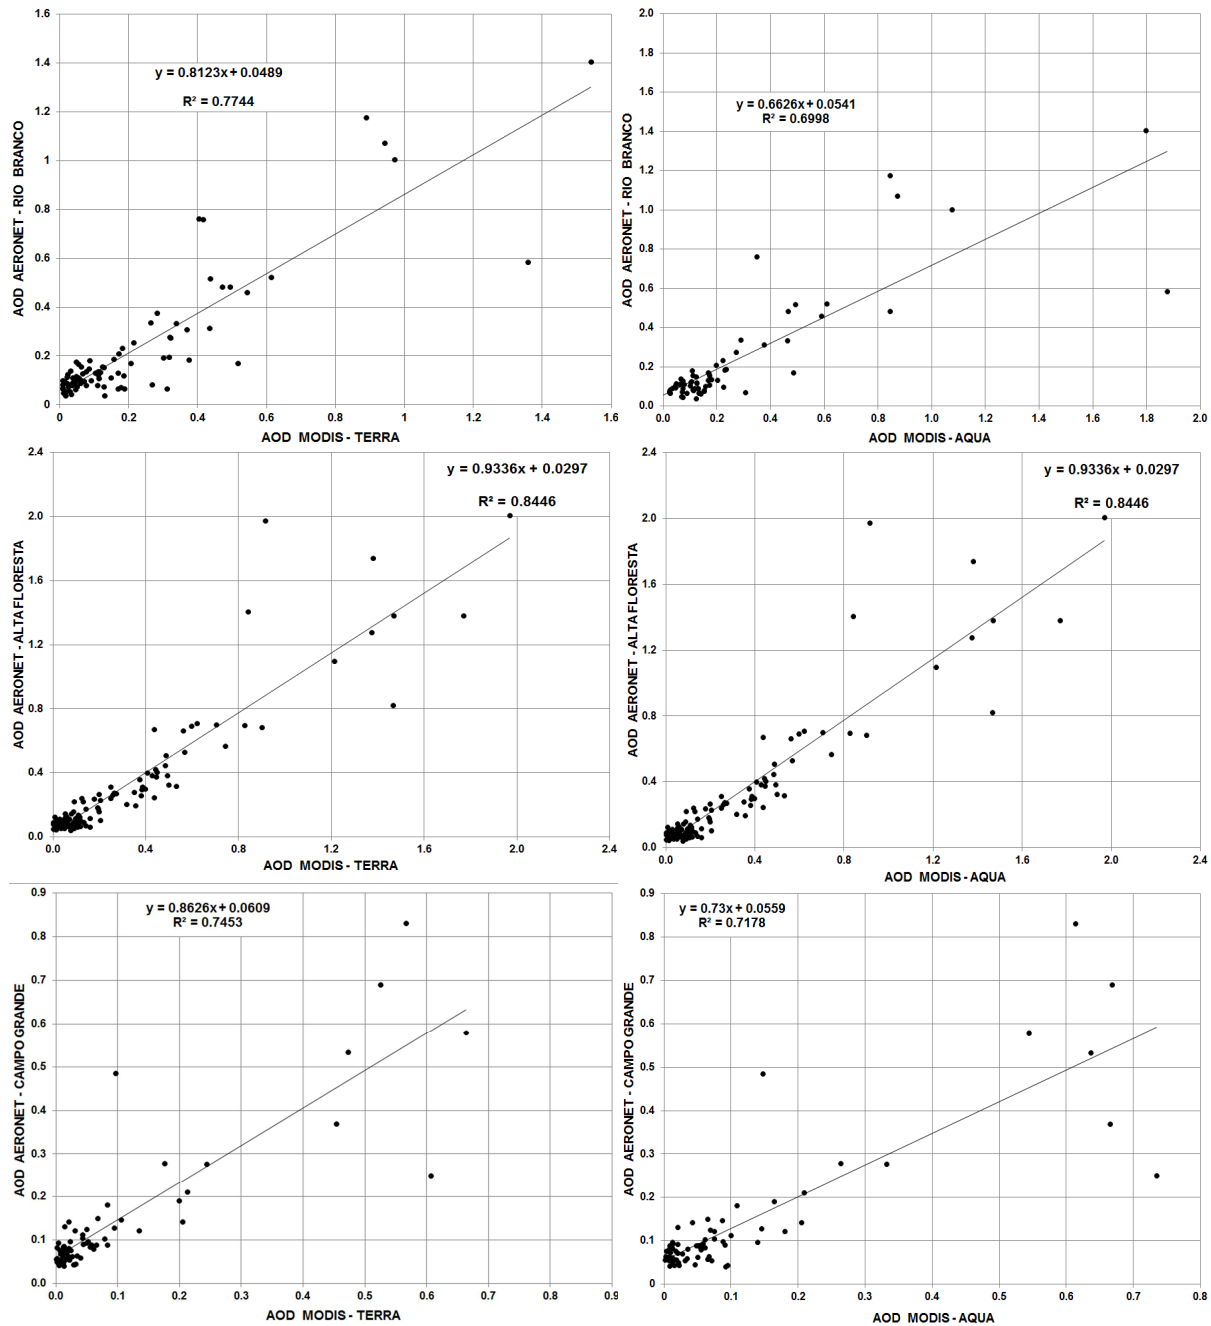 1.6
1.4
1.2
1
0.8
0.6
0.4
0.2
0
AOD AERONET - RIO BRANCO
y = 0.8123x + 0.0489
R² = 0.7744
0 0.2 0.4 0.6 0.8 1 1.2 1.4 1.6
AOD MODIS - TERRA
2.0
1.8
1.6
1.4
1.2
1.0
0.8
0.6
0.4
0.2
0.0
AOD AERONET - RIO BRANCO
y = 0.6626x + 0.0541
R² = 0.6998
0.0 0.2 0.4 0.6 0.8 1.0 1.2 1.4 1.6 1.8 2.0
AOD MODIS - AQUA
2.4
2.0
1.6
1.2
0.8
0.4
0.0
AOD AERONET - ALTA FLORESTA
y = 0.9336x + 0.0297
R² = 0.8446
0.0 0.4 0.8 1.2 1.6 2.0 2.4
AOD MODIS - TERRA
2.4
2.0
1.6
1.2
0.8
0.4
0.0
AOD AERONET - ALTA FLORESTA
y = 0.9336x + 0.0297
R² = 0.8446
0.0 0.4 0.8 1.2 1.6 2.0 2.4
AOD MODIS - AQUA
0.9
0.8
0.7
0.6
0.5
0.4
0.3
0.2
0.1
0.0
AOD AERONET - CAMPO GRANDE
y = 0.8626x + 0.0609
R² = 0.7453
0.0 0.1 0.2 0.3 0.4 0.5 0.6 0.7 0.8 0.9
AOD MODIS - TERRA
0.9
0.8
0.7
0.6
0.5
0.4
0.3
0.2
0.1
0
AOD AERONET - CAMPO GRANDE
y = 0.73x + 0.0559
R² = 0.7178
0 0.1 0.2 0.3 0.4 0.5 0.6 0.7 0.8
AOD MODIS - AQUA